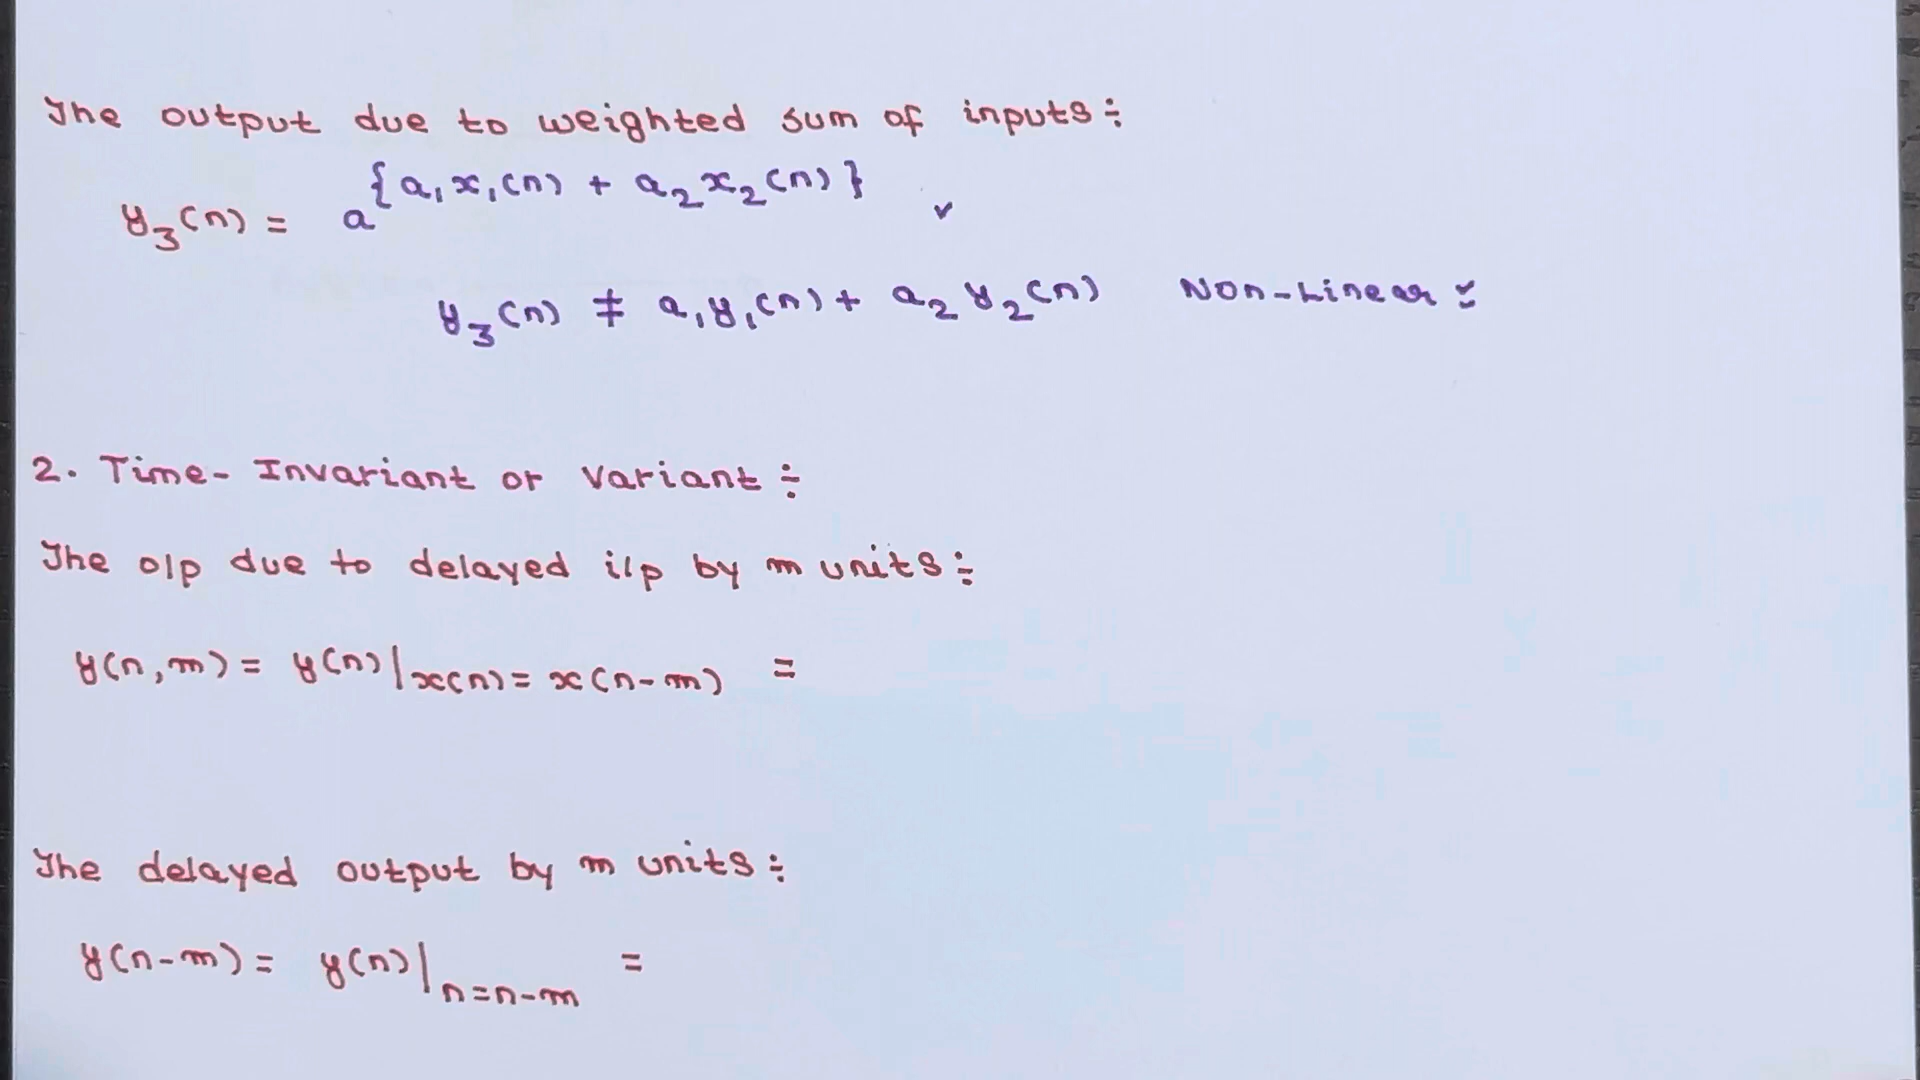 The output due to weighted sum of inputs÷
y₃(n) = a^{a₁x₁(n) + a₂x₂(n)} ✓
y₃(n) ≠ a₁y₁(n) + a₂y₂(n) Non-Linear
2. Time-Invariant or Variant÷
The o/p due to delayed i/p by m units÷
y(n,m) = y(n)|x(n) = x(n-m) =
The delayed output by m units÷
y(n-m) = y(n)|n=n-m =